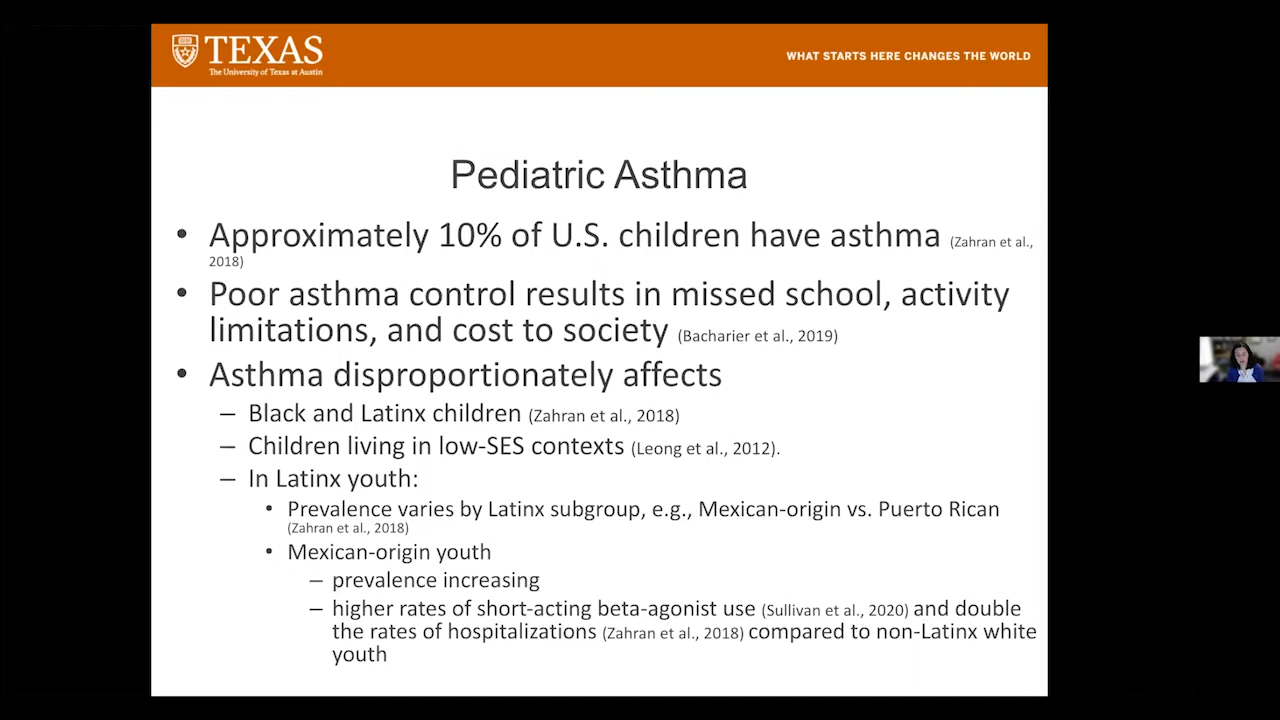 TEXAS
The University of Texas at Austin
WHAT STARTS HERE CHANGES THE WORLD
Pediatric Asthma
• Approximately 10% of U.S. children have asthma (Zahran et al.,
2018)
• Poor asthma control results in missed school, activity
limitations, and cost to society (Bacharier et al., 2019)
• Asthma disproportionately affects
– Black and Latinx children (Zahran et al., 2018)
– Children living in low-SES contexts (Leong et al., 2012).
– In Latinx youth:
• Prevalence varies by Latinx subgroup, e.g., Mexican-origin vs. Puerto Rican
(Zahran et al., 2018)
• Mexican-origin youth
– prevalence increasing
– higher rates of short-acting beta-agonist use (Sullivan et al., 2020) and double
the rates of hospitalizations (Zahran et al., 2018) compared to non-Latinx white
youth